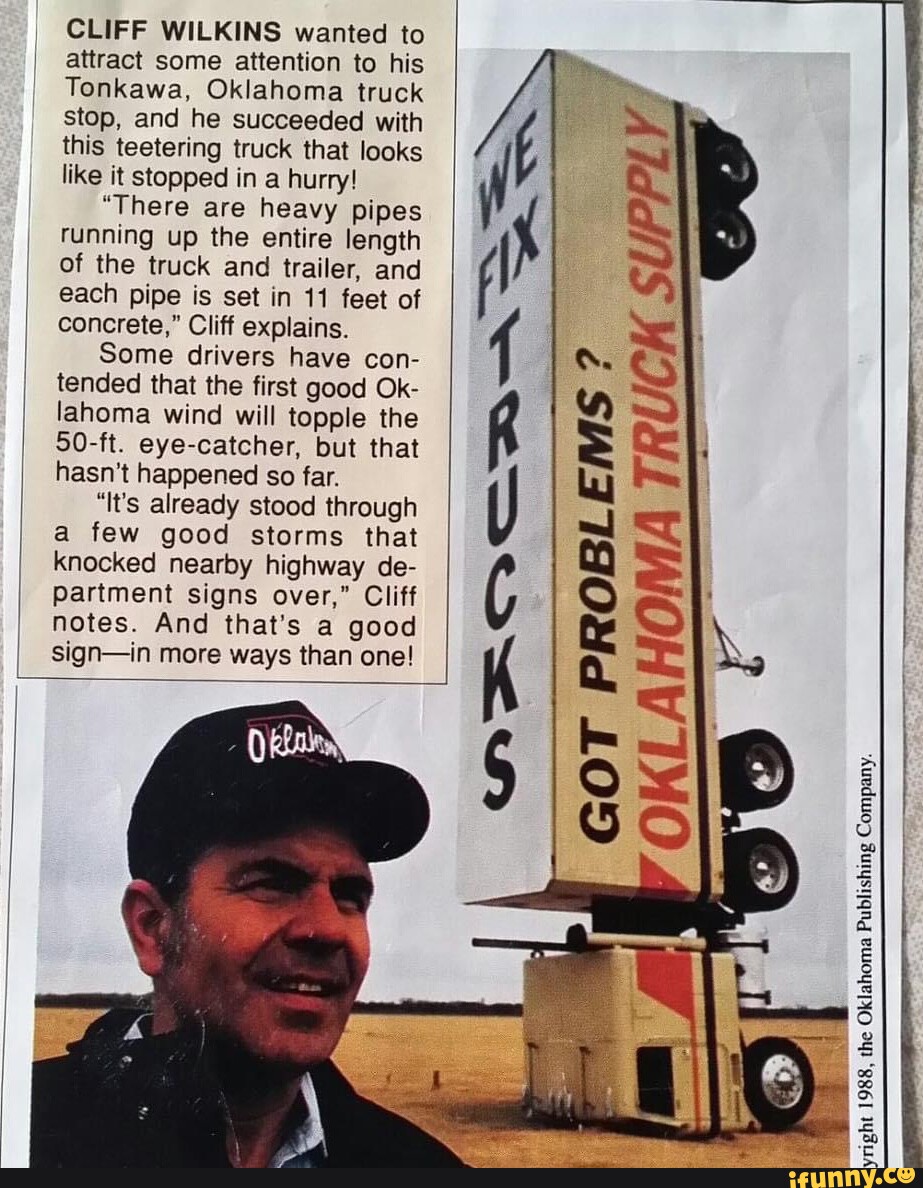 CLIFF WILKINS wanted to
attract some attention to his
Tonkawa, Oklahoma truck
stop, and he succeeded with
this teetering truck that looks
like it stopped in a hurry!
“There are heavy pipes
running up the entire length
of the truck and trailer, and
each pipe is set in 11 feet of
concrete,” Cliff explains.
Some drivers have con-
tended that the first good Ok-
lahoma wind will topple the
50-ft. eye-catcher, but that
hasn't happened so far.
“It's already stood through
a few good storms that
knocked nearby highway de-
partment signs over,” Cliff
notes. And that's a good
sign—in more ways than one!
WE FIX TRUCKS
GOT PROBLEMS?
OKLAHOMA TRUCK SUPPLY
Oklahom
yright 1988, the Oklahoma Publishing Company.
ifunny.co